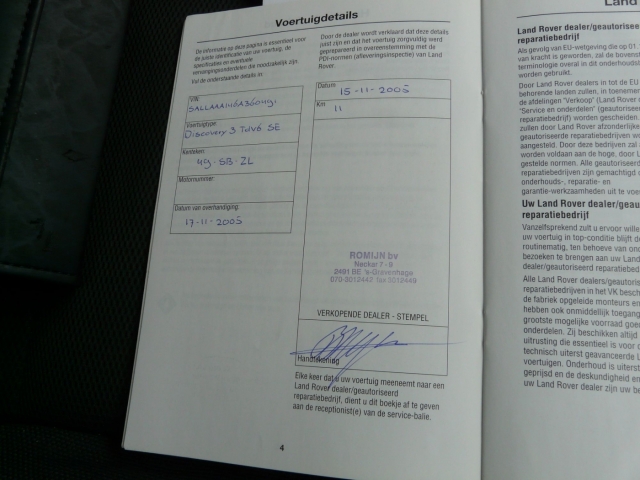 Voertuigdetails
De informatie op deze pagina is essentieel voor
de juiste identificatie van uw voertuig, de
specificaties en eventuele
vervangingsonderdelen die noodzakelijk zijn.
Vul de onderstaande details in:
VIN:
Voertuigtype:
Discovery 3 TdV6 SE
Kenteken:
49-SB-ZL
Motornummer:
Datum van overhandiging:
17-11-2005
Door de dealer wordt verklaard dat deze details
juist zijn en dat het voertuig zorgvuldig werd
geprepareerd in overeenstemming met de
PDI-normen (afleveringsinspectie) van Land
Rover.
Datum
15-11-2005
Km
11
ROMIJN bv
Neckar 7-9
2491 BE 's-Gravenhage
070-3012442 fax 3012449
VERKOPENDE DEALER - STEMPEL
Handtekening
Elke keer dat u uw voertuig meeneemt naar een
Land Rover dealer/geautoriseerd
reparatiebedrijf, dient u dit boekje af te geven
aan de receptionist(e) van de service-balie.
4
Land
Land Rover dealer/geautorisee
reparatiebedrijf
Als gevolg van EU-wetgeving die op 01.
van kracht is geworden, zal de bovenst
terminologie overal in dit onderhoudsb
worden gebruikt.
Door Land Rover dealers in tot de EU
behorende landen zullen, in toenemen
de afdelingen "Verkoop" (Land Rover d
"Service en onderdelen" (geautoriseer
reparatiebedrijf) worden gescheiden.
zullen door Land Rover afzonderlijke
geautoriseerde reparatiebedrijven w
aangesteld. Door deze bedrijven zal
worden voldaan aan de hoge, door L
gestelde normen. Alle geautoriseerd
reparatiebedrijven zijn gemachtigd o
onderhouds-, reparatie- en
garantie-werkzaamheden uit te voe
Uw Land Rover dealer/geau
reparatiebedrijf
Vanzelfsprekend zult u ervoor wille
uw voertuig in top-conditie blijft d
routinematig, ten behoeve van ond
bezoeken te brengen aan uw Land
dealer/geautoriseerd reparatiebed
Alle Land Rover dealers/geautoris
reparatiebedrijven in het VK besch
de fabriek opgeleide monteurs en
hebben ook onmiddellijk toegang
grootste mogelijke voorraad goe
onderdelen. Zij beschikken altijd
uitrusting die essentieel is voor d
technisch uiterst geavanceerde L
voertuigen. Onderhoud is uiterst
geprijsd en de deskundigheid en
uw Land Rover dealer zijn uw be